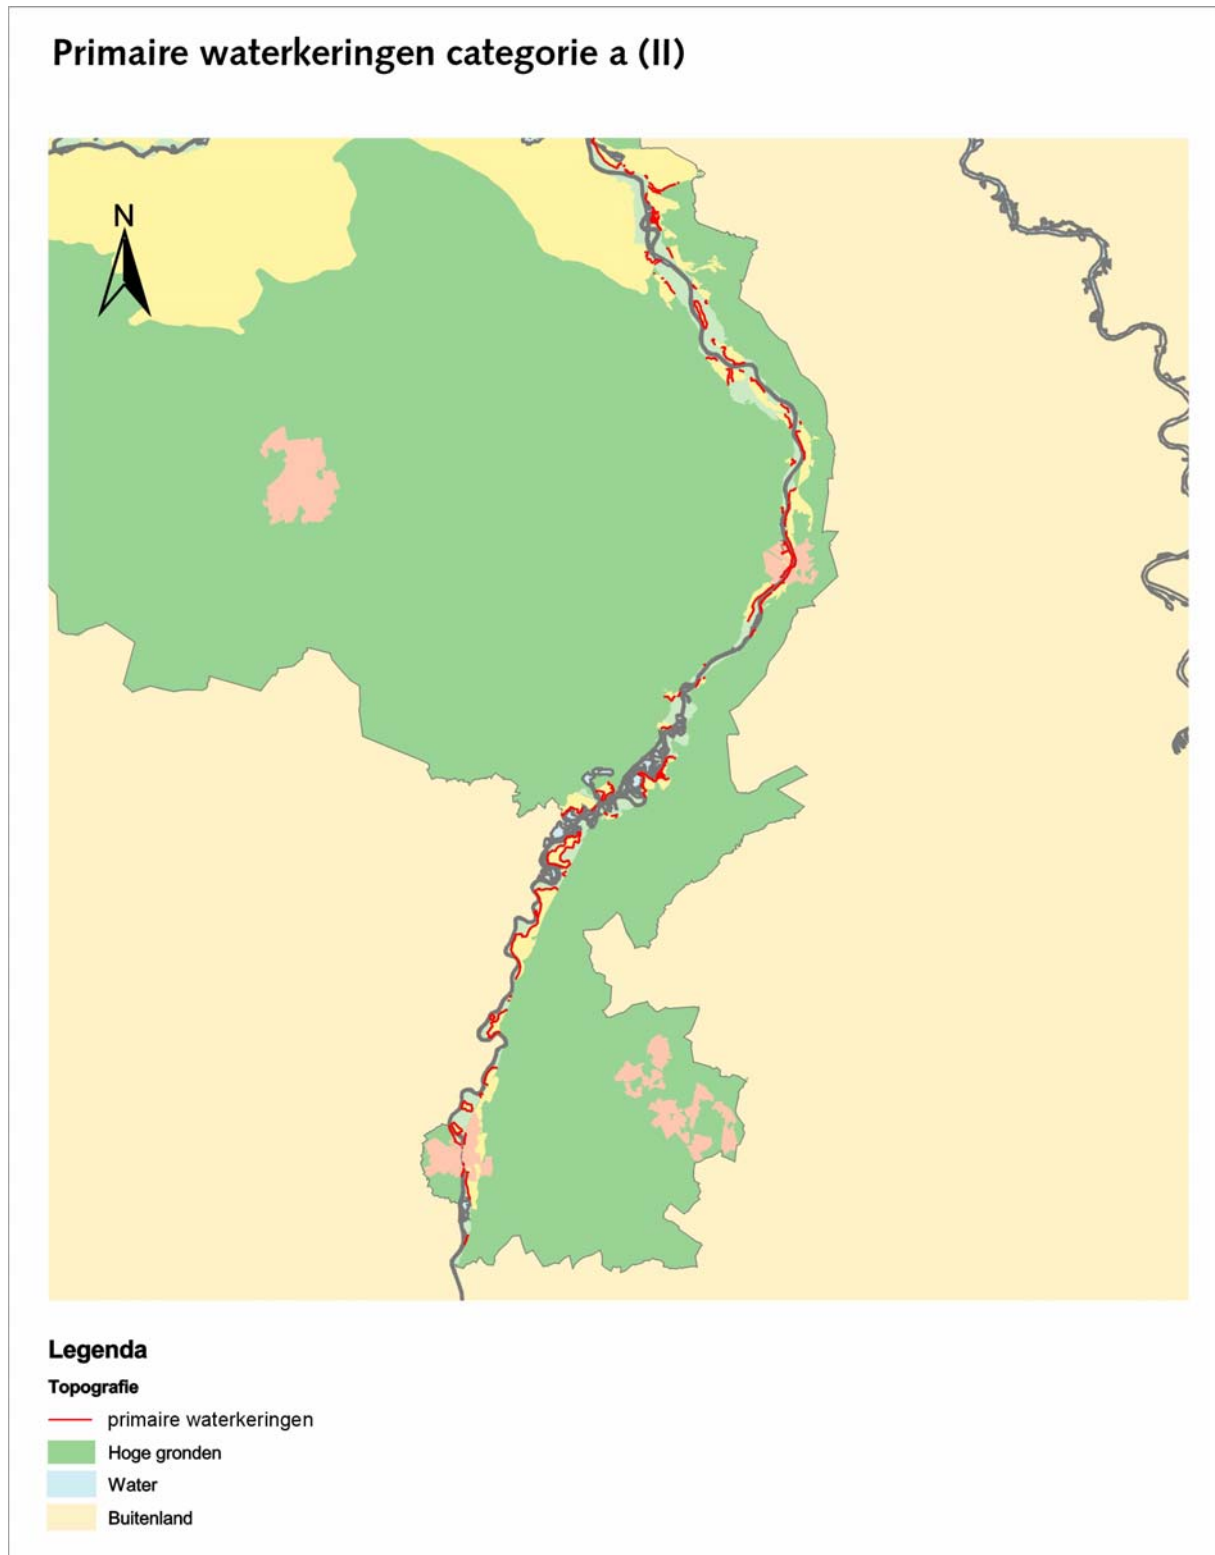 Primaire waterkeringen categorie a (II)
N
Legenda
Topografie
primaire waterkeringen
Hoge gronden
Water
Buitenland